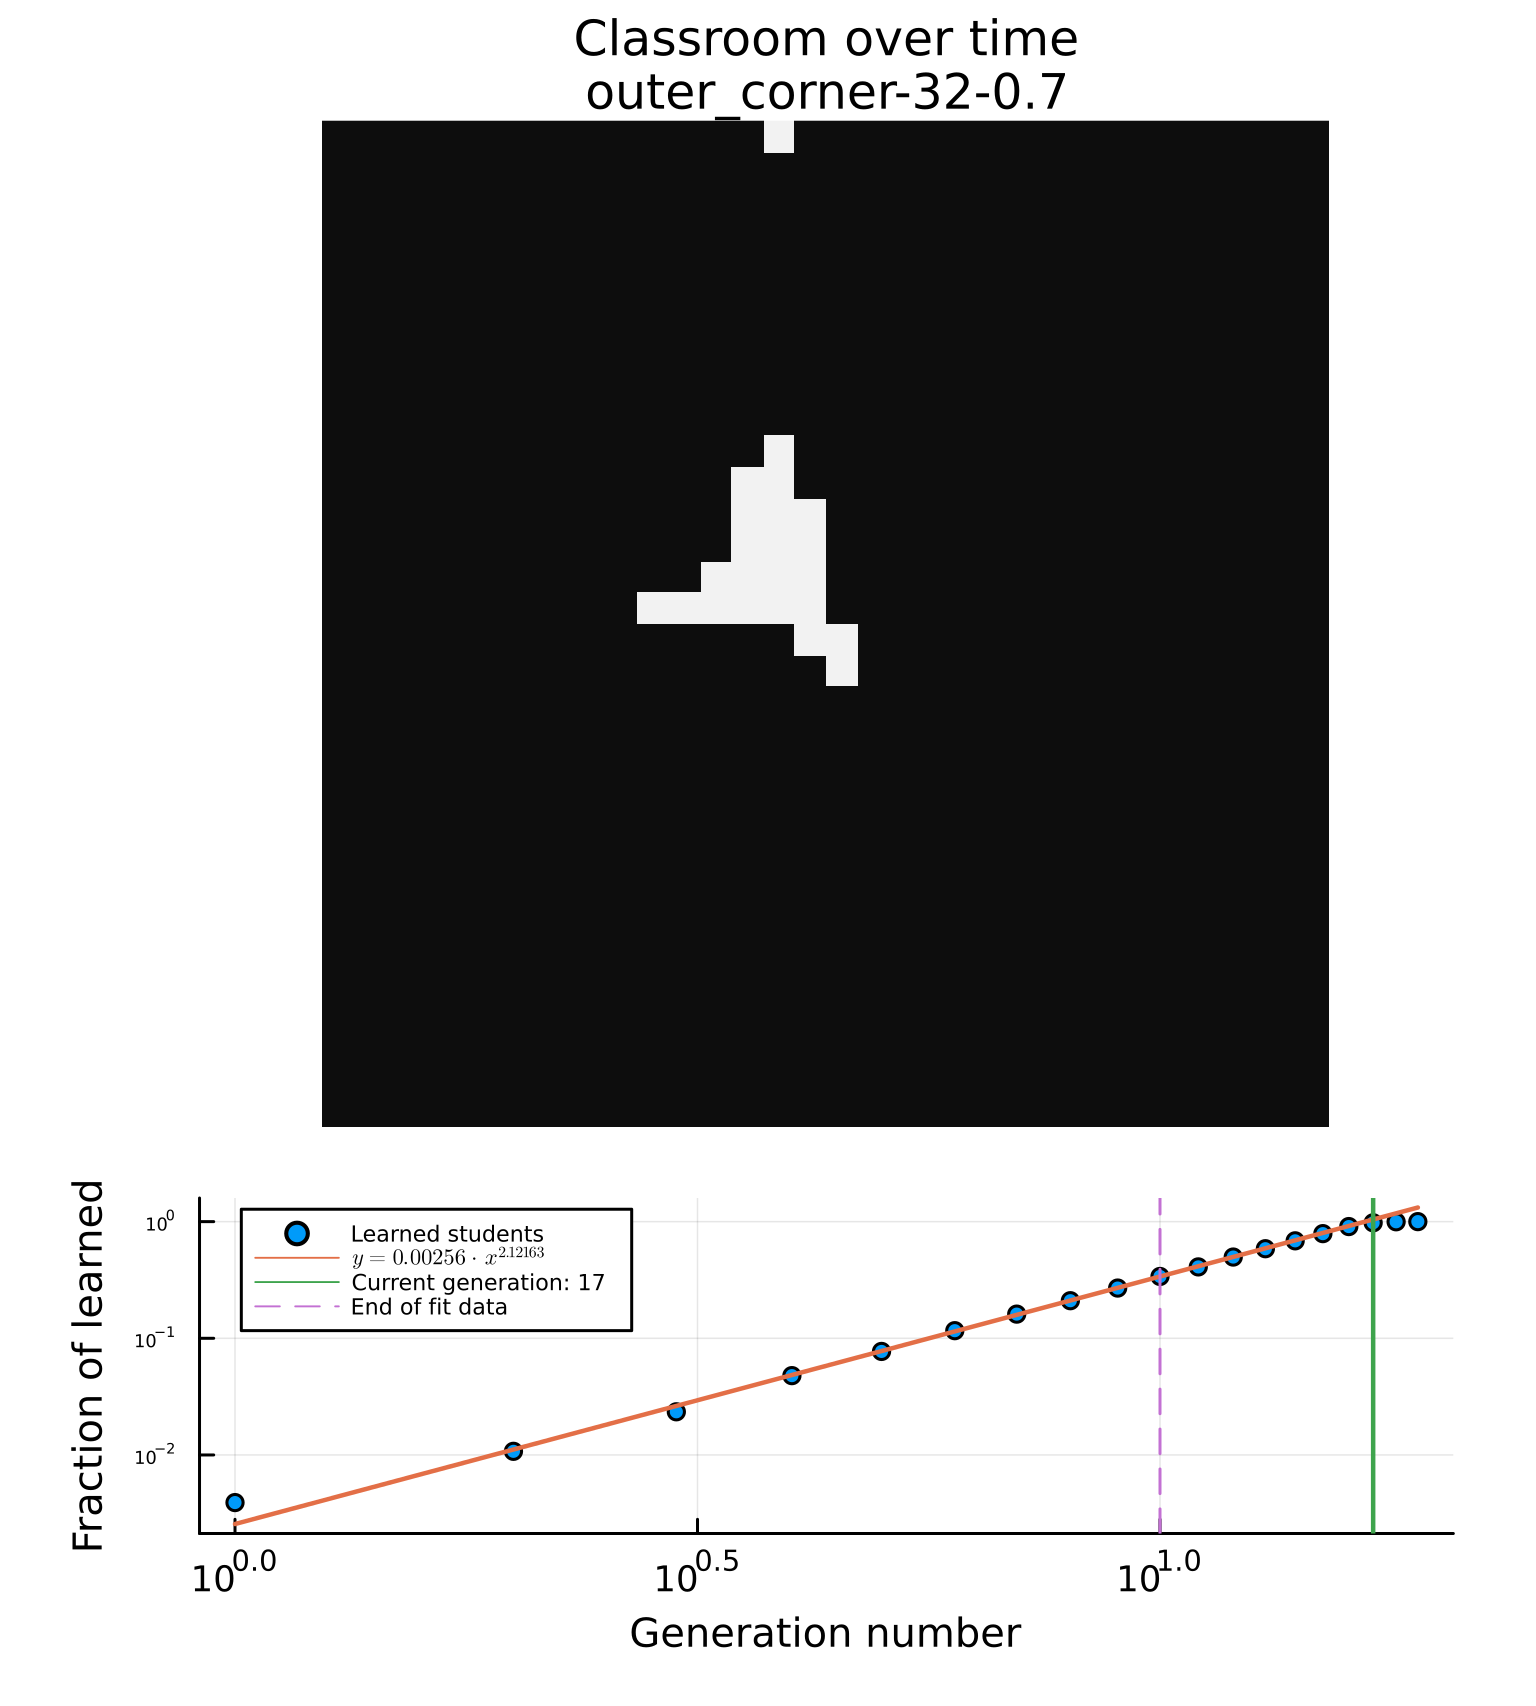 Classroom over time
outer_corner-32-0.7
Fraction of learned
10^0
10^-1
10^-2
Learned students
y = 0.00256 · x^2.12163
Current generation: 17
End of fit data
10^0.0 10^0.5 10^1.0
Generation number